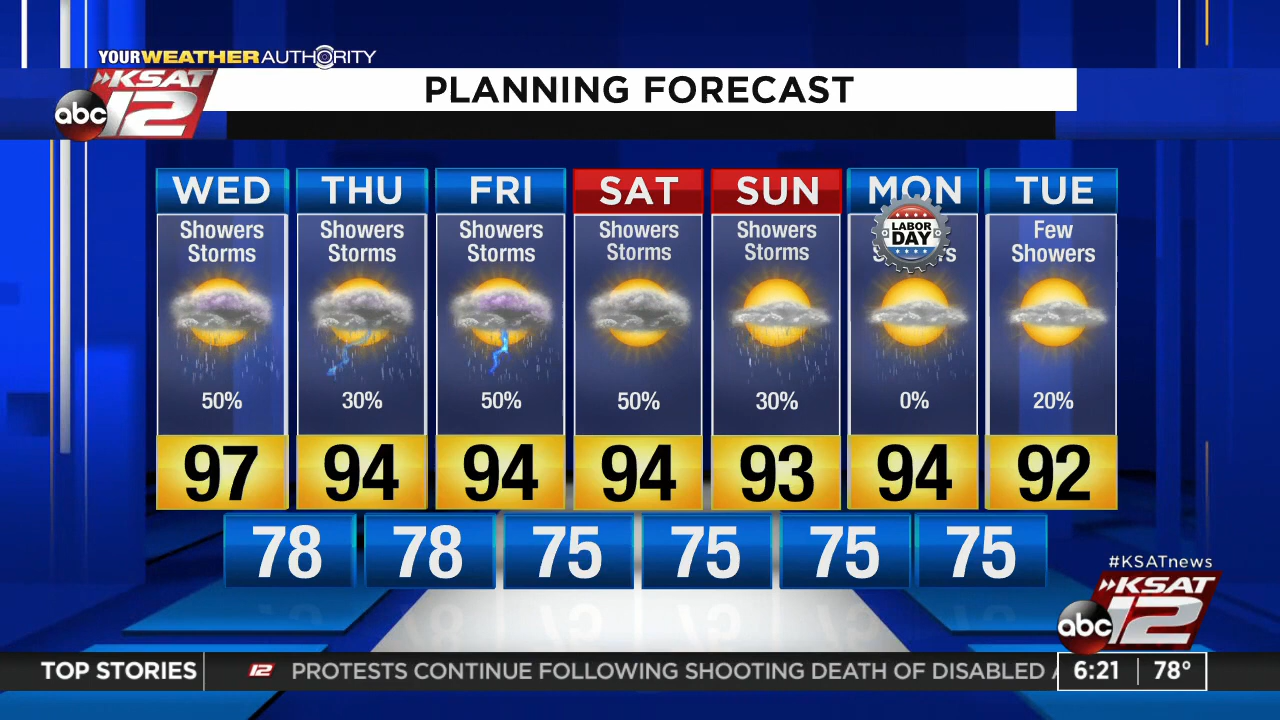 YOURWEATHERAUTHORITY
KSAT
abc 12
PLANNING FORECAST
WED THU FRI SAT SUN MON TUE
Showers Showers Showers Showers Showers Few
Storms Storms Storms Storms Storms Showers
LABOR
DAY
50% 30% 50% 50% 30% 0% 20%
97 94 94 94 93 94 92
78 78 75 75 75 75
#KSATnews
KSAT
abc 12
TOP STORIES 12 PROTESTS CONTINUE FOLLOWING SHOOTING DEATH OF DISABLED 6:21 78°